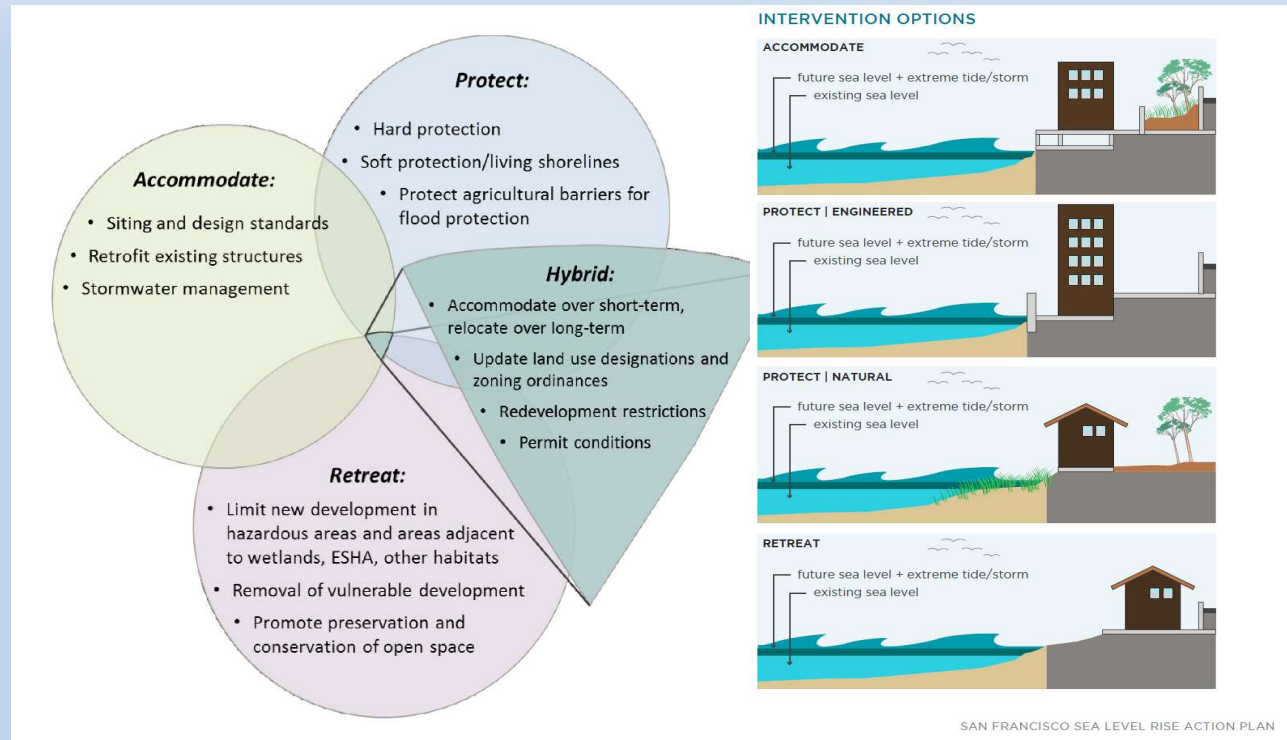 Protect:
• Hard protection
• Soft protection/living shorelines
• Protect agricultural barriers for
flood protection
Accommodate:
• Siting and design standards
• Retrofit existing structures
• Stormwater management
Hybrid:
• Accommodate over short-term,
relocate over long-term
• Update land use designations and
zoning ordinances
• Redevelopment restrictions
• Permit conditions
Retreat:
• Limit new development in
hazardous areas and areas adjacent
to wetlands, ESHA, other habitats
• Removal of vulnerable development
• Promote preservation and
conservation of open space
INTERVENTION OPTIONS
ACCOMMODATE
future sea level + extreme tide/storm
existing sea level
PROTECT | ENGINEERED
future sea level + extreme tide/storm
existing sea level
PROTECT | NATURAL
future sea level + extreme tide/storm
existing sea level
RETREAT
future sea level + extreme tide/storm
existing sea level
SAN FRANCISCO SEA LEVEL RISE ACTION PLAN